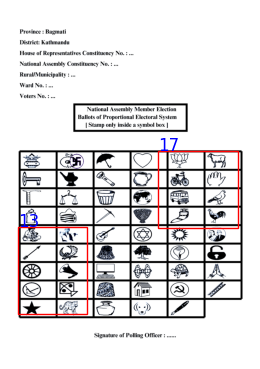 Province : Bagmati
District: Kathmandu
House of Representatives Constituency No. : ...
National Assembly Constituency No. : ...
Rural/Municipality : ...
Ward No. : ...
Voters No. : ...
National Assembly Member Election
Ballots of Proportional Electoral System
[ Stamp only inside a symbol box ]
17
13
Signature of Polling Officer : ......